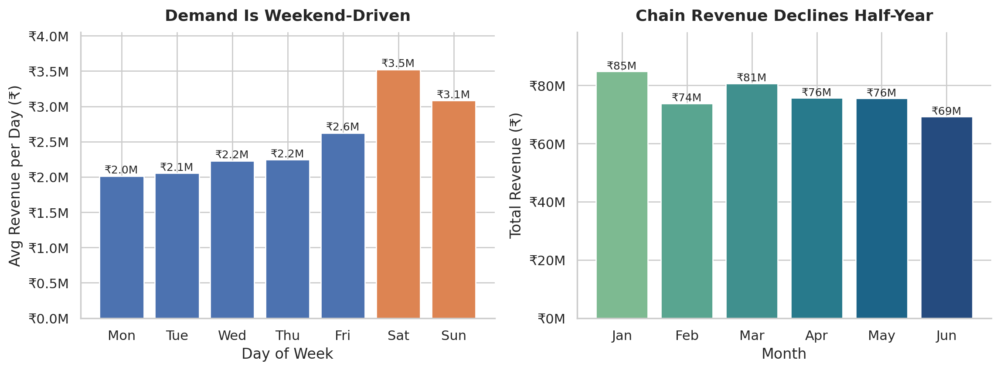 Demand Is Weekend-Driven
Avg Revenue per Day (₹)
₹4.0M
₹3.5M
₹3.0M
₹2.5M
₹2.0M
₹1.5M
₹1.0M
₹0.5M
₹0.0M
₹2.0M
₹2.1M
₹2.2M
₹2.2M
₹2.6M
₹3.5M
₹3.1M
Mon Tue Wed Thu Fri Sat Sun
Day of Week
Chain Revenue Declines Half-Year
Total Revenue (₹)
₹80M
₹60M
₹40M
₹20M
₹0M
₹85M
₹74M
₹81M
₹76M
₹76M
₹69M
Jan Feb Mar Apr May Jun
Month